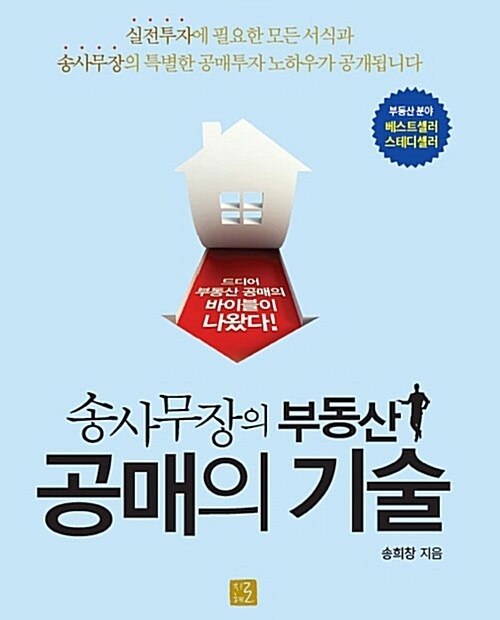 실전투자에 필요한 모든 서식과
송사무장의 특별한 공매투자 노하우가 공개됩니다
부동산 분야
베스트셀러
스테디셀러
드디어
부동산 공매의
바이블이
나왔다!
송사무장의 부동산
공매의 기술
송희창 지음